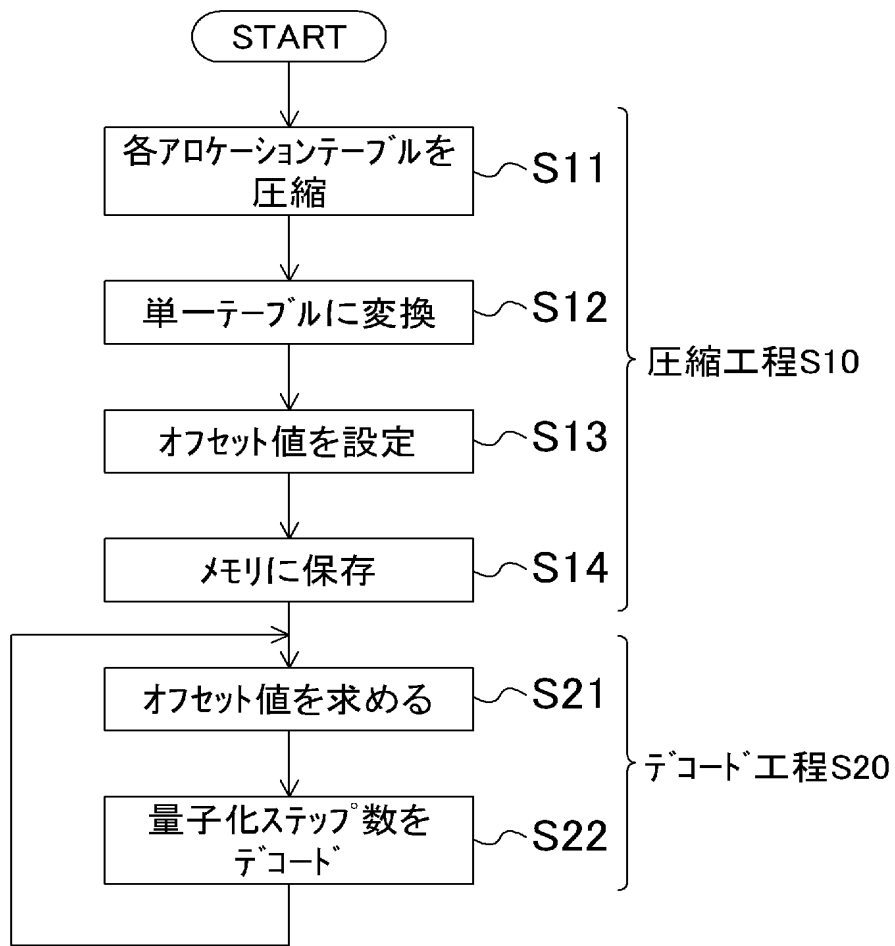 START
各アロケーションテーブルを
圧縮
S11
単一テーブルに変換
S12
オフセット値を設定
S13
メモリに保存
S14
圧縮工程S10
オフセット値を求める
S21
量子化ステップ数を
デコード
S22
デコード工程S20